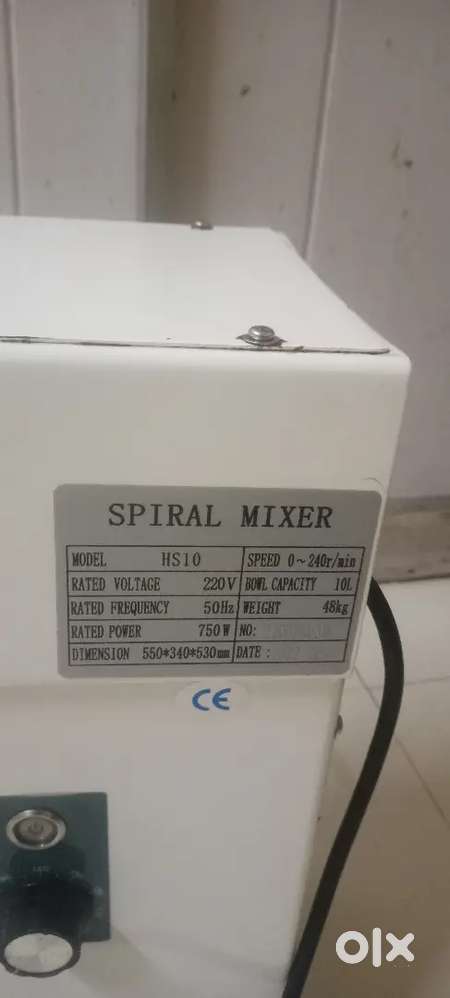 SPIRAL MIXER
MODEL HS10 SPEED 0~240r/min
RATED VOLTAGE 220V BOWL CAPACITY 10L
RATED FREQUENCY 50Hz WEIGHT 48kg
RATED POWER 750W NO:
DIMENSION 550*340*530mm DATE:
CE
olx